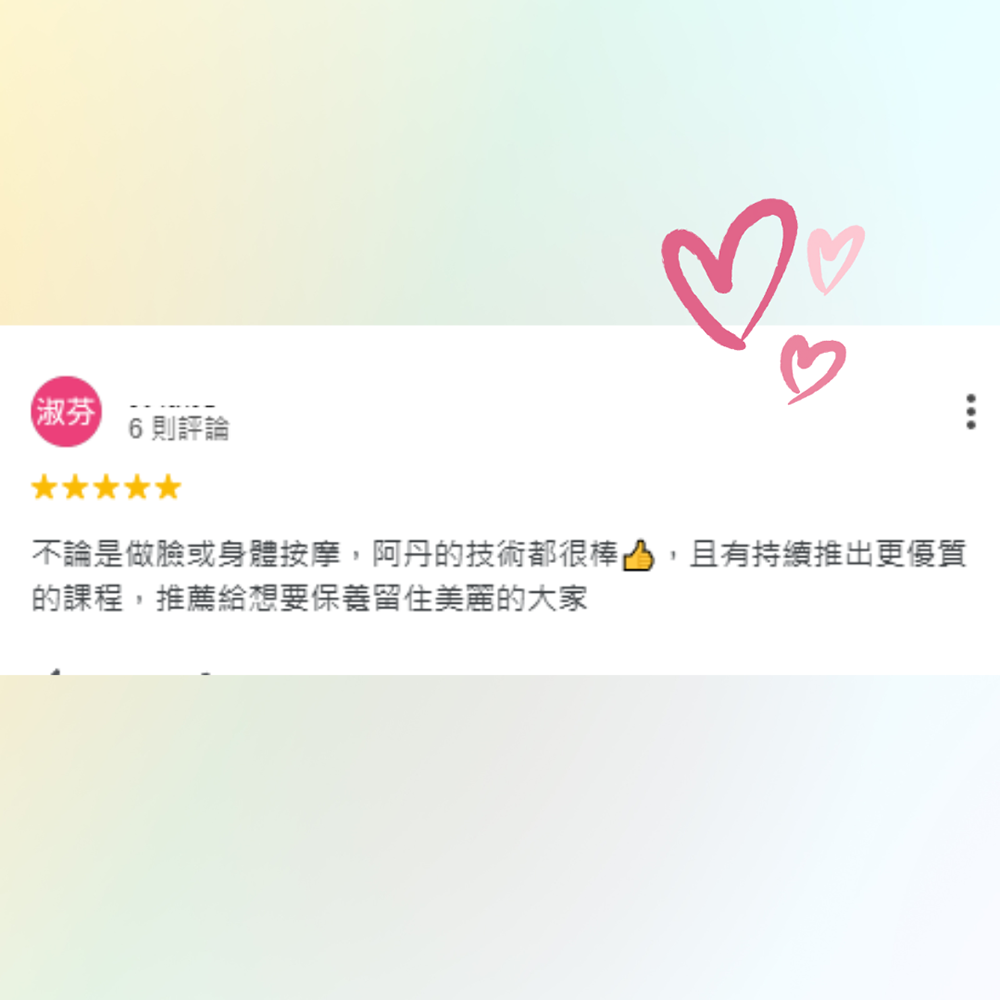 淑芬
6 則評論
不論是做臉或身體按摩，阿丹的技術都很棒👍，且有持續推出更優質
的課程，推薦給想要保養留住美麗的大家